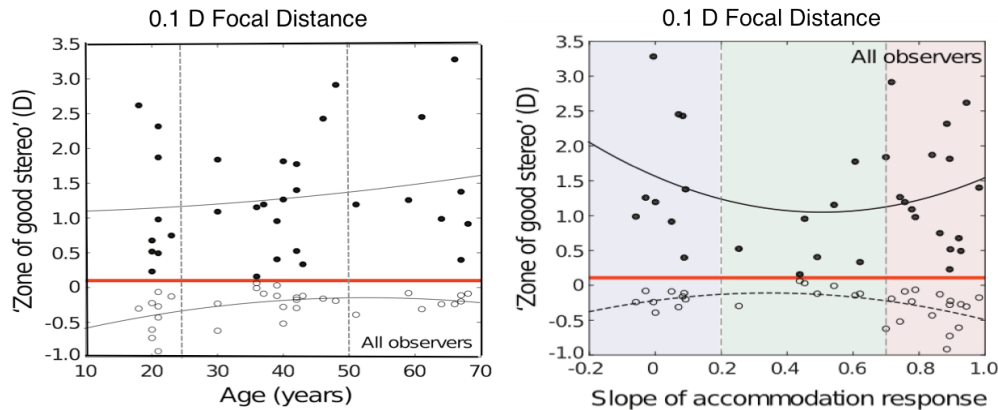 0.1 D Focal Distance
3.5
3.0
2.5
2.0
1.5
1.0
0.5
0
-0.5
-1.0
'Zone of good stereo' (D)
All observers
10 20 30 40 50 60 70
Age (years)
0.1 D Focal Distance
3.5
3.0
2.5
2.0
1.5
1.0
0.5
0
-0.5
-1.0
'Zone of good stereo' (D)
All observers
-0.2 0 0.2 0.4 0.6 0.8 1.0
Slope of accommodation response